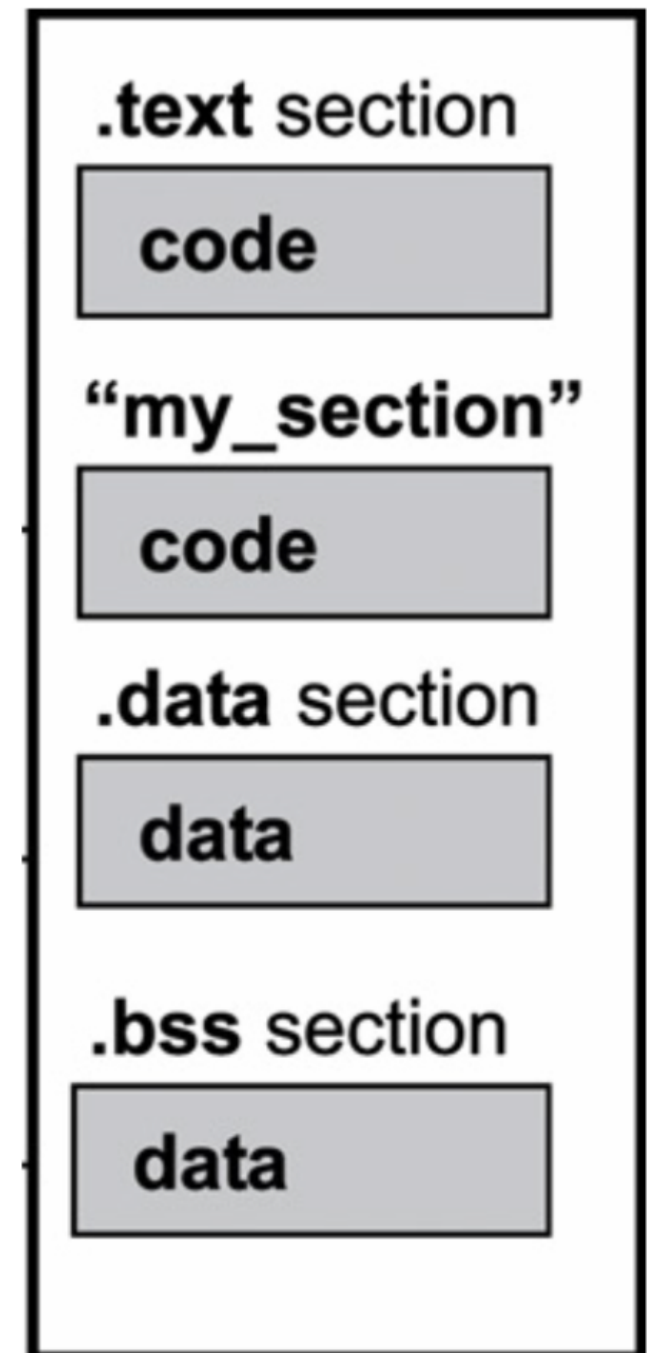 .text section
code
“my_section”
code
.data section
data
.bss section
data